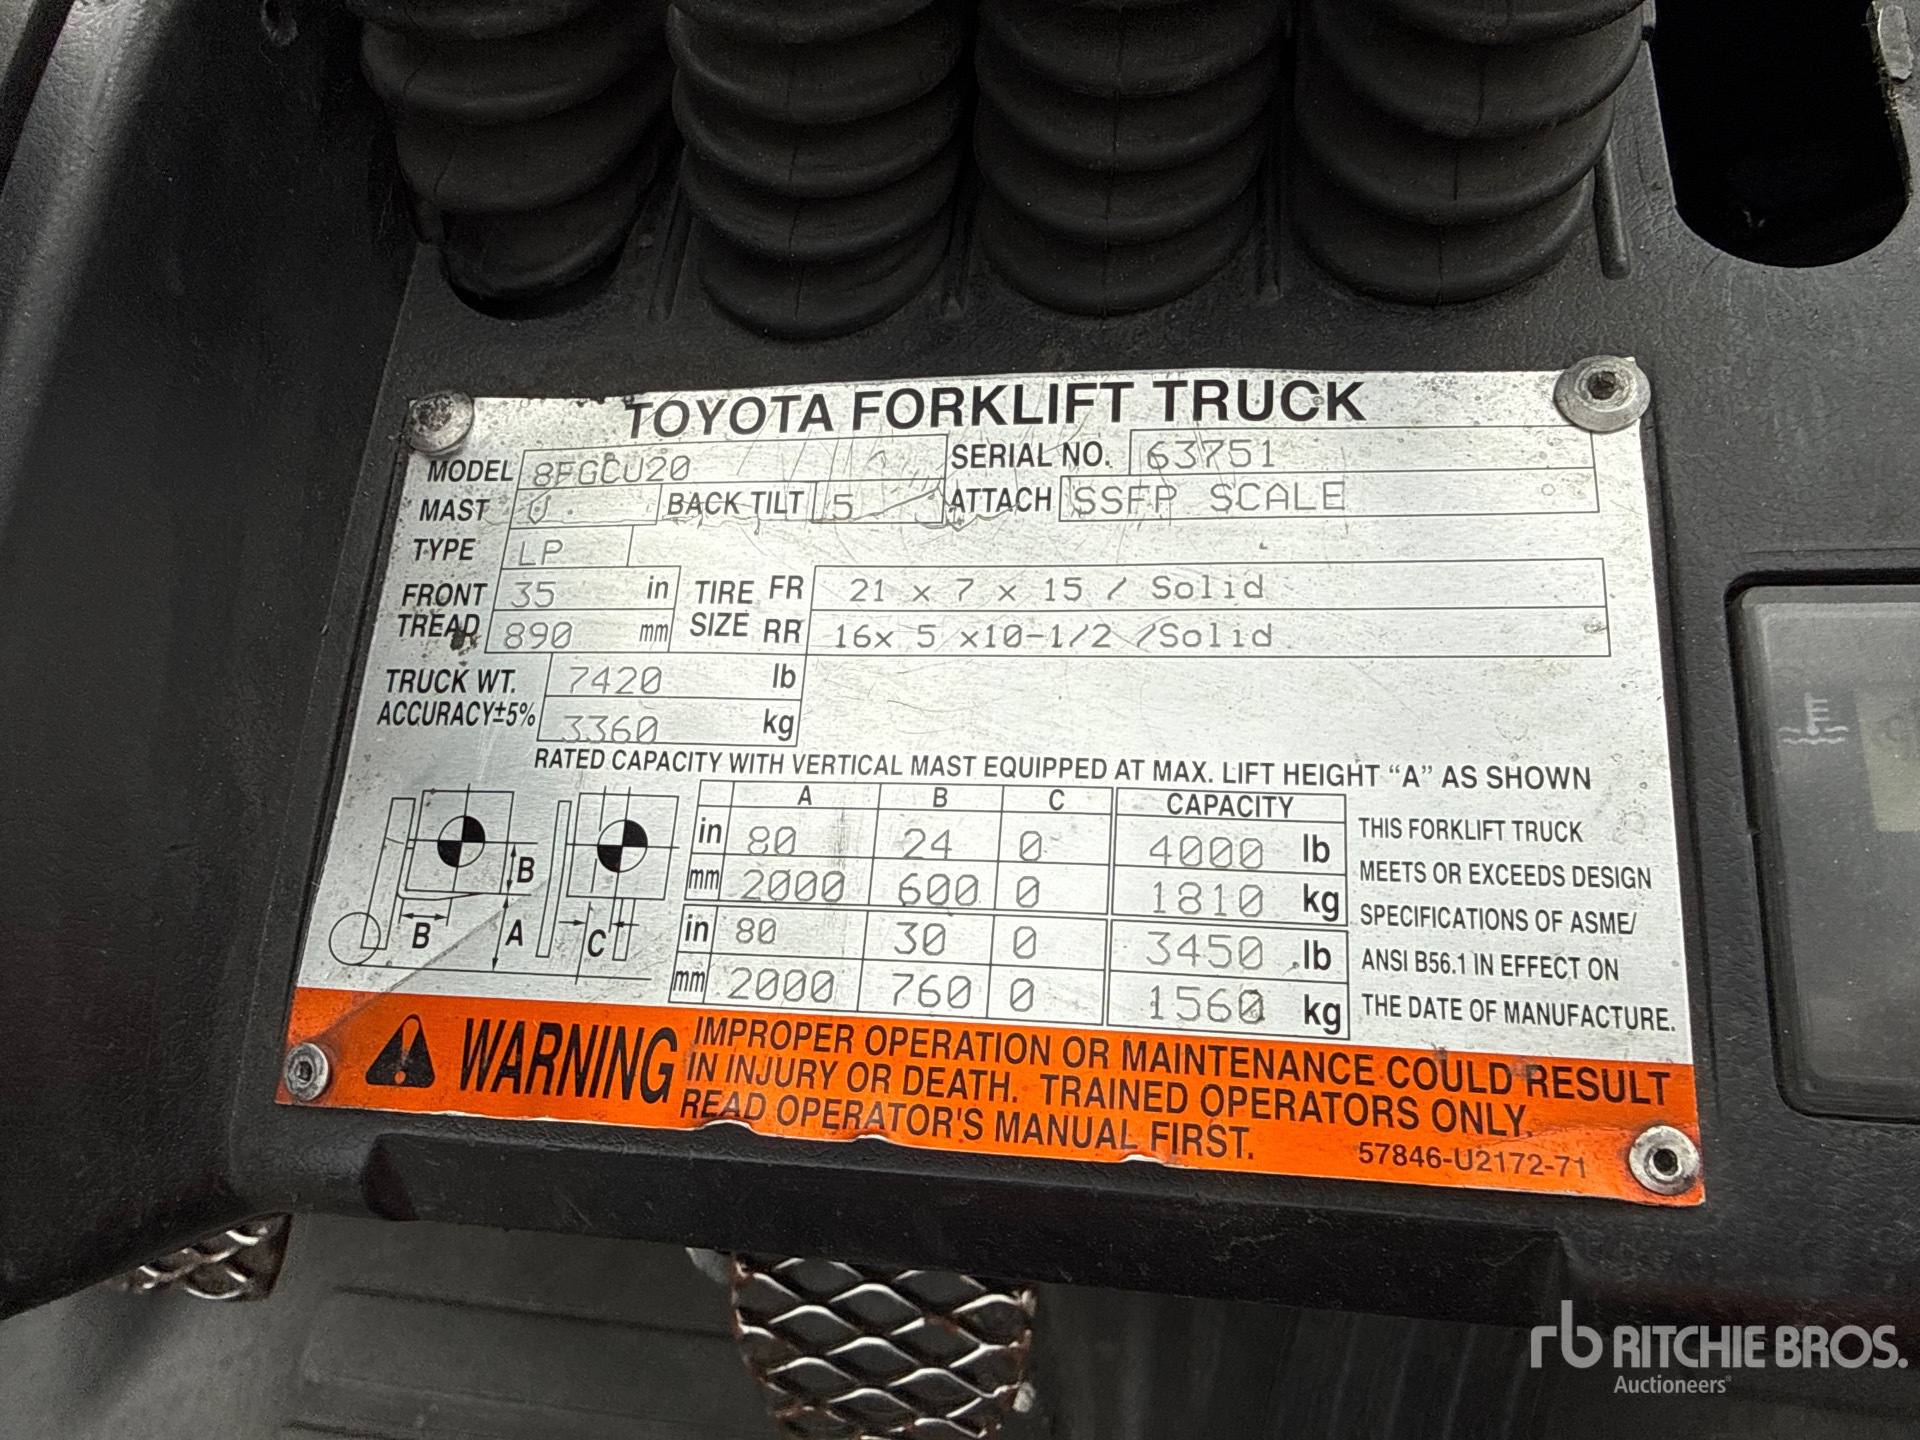 TOYOTA FORKLIFT TRUCK
MODEL 8FGCU20 SERIAL NO. 63751
MAST V BACK TILT 5 ATTACH SSFP SCALE
TYPE LP
FRONT TREAD 35 in TIRE SIZE FR 21 x 7 x 15 / Solid
890 mm RR 16x 5 x10-1/2 /Solid
TRUCK WT. 7420 lb
ACCURACY±5% 3360 kg
RATED CAPACITY WITH VERTICAL MAST EQUIPPED AT MAX. LIFT HEIGHT “A” AS SHOWN
A B C CAPACITY
in 80 24 0 4000 lb
mm 2000 600 0 1810 kg
in 80 30 0 3450 lb
mm 2000 760 0 1560 kg
B
B A C
THIS FORKLIFT TRUCK
MEETS OR EXCEEDS DESIGN
SPECIFICATIONS OF ASME/
ANSI B56.1 IN EFFECT ON
THE DATE OF MANUFACTURE.
WARNING
IMPROPER OPERATION OR MAINTENANCE COULD RESULT
IN INJURY OR DEATH. TRAINED OPERATORS ONLY.
READ OPERATOR'S MANUAL FIRST.
57846-U2172-71
rb RITCHIE BROS.
Auctioneers®